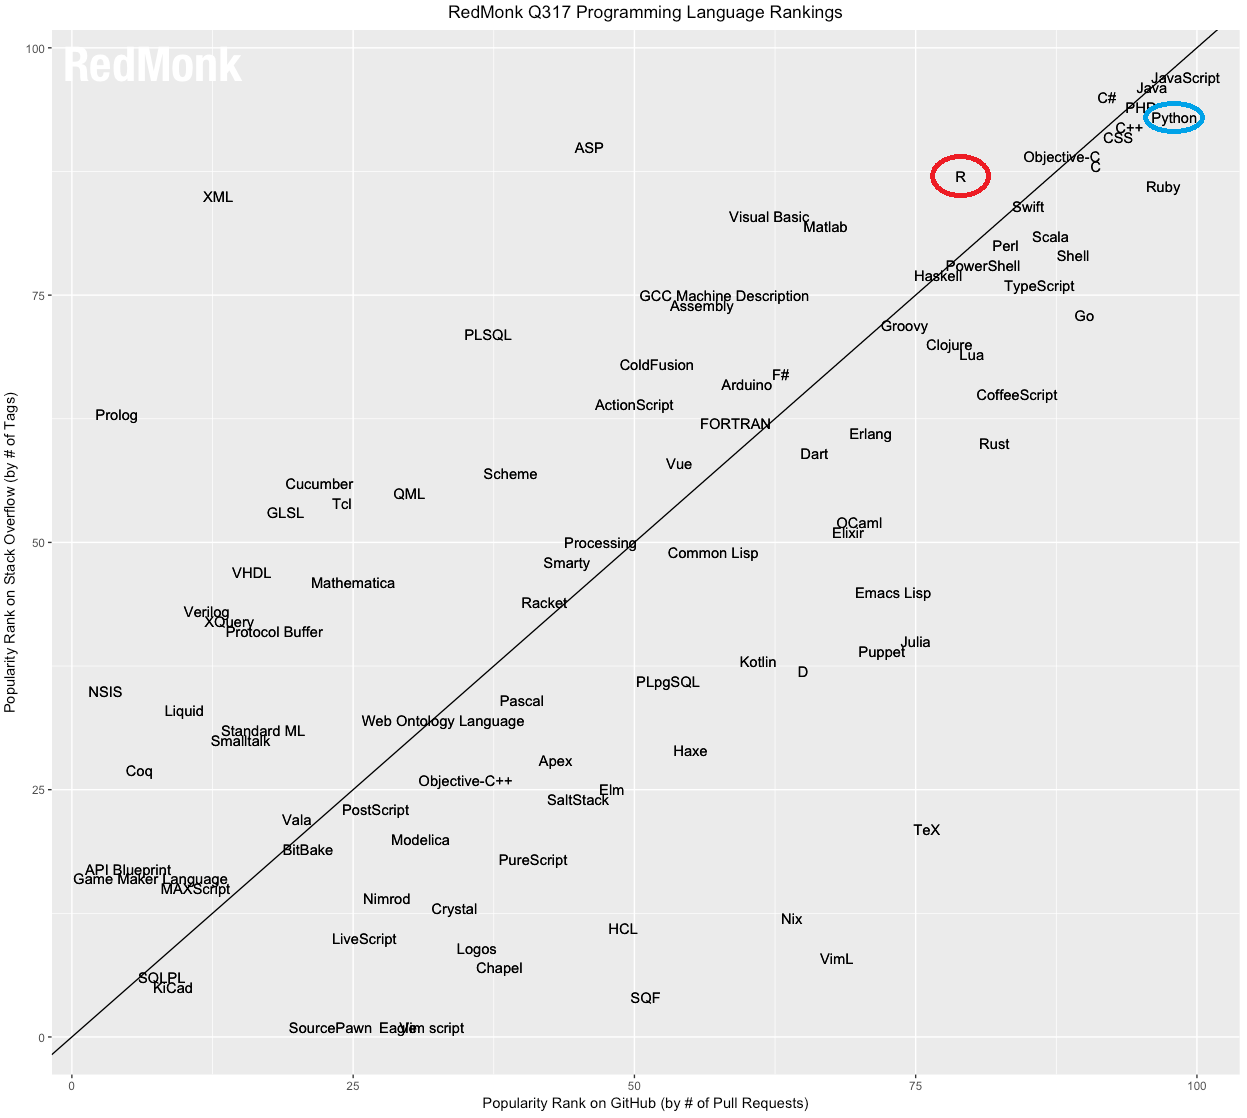 RedMonk Q317 Programming Language Rankings
RedMonk
100
75
50
25
0
Popularity Rank on Stack Overflow (by # of Tags)
JavaScript
Java
C#
PHP
Python
C++
CSS
ASP
Objective-C
C
R
Ruby
XML
Swift
Visual Basic
Matlab
Scala
Perl
Shell
PowerShell
Haskell
TypeScript
GCC Machine Description
Assembly
Go
Groovy
PLSQL
Clojure
Lua
ColdFusion
F#
Arduino
CoffeeScript
ActionScript
Prolog
FORTRAN
Erlang
Rust
Dart
Vue
Scheme
Cucumber
QML
Tcl
GLSL
OCaml
Elixir
Processing
Common Lisp
Smarty
VHDL
Mathematica
Emacs Lisp
Racket
Verilog
XQuery
Protocol Buffer
Julia
Puppet
Kotlin
D
PLpgSQL
NSIS
Pascal
Liquid
Web Ontology Language
Standard ML
Smalltalk
Haxe
Apex
Coq
Objective-C++
Elm
SaltStack
PostScript
Vala
TeX
Modelica
BitBake
PureScript
API Blueprint
Game Maker Language
MAXScript
Nimrod
Crystal
Nix
HCL
LiveScript
Logos
VimL
Chapel
SQLPL
KiCad
SQF
SourcePawn
Eagle
Vim script
0
25
50
75
100
Popularity Rank on GitHub (by # of Pull Requests)